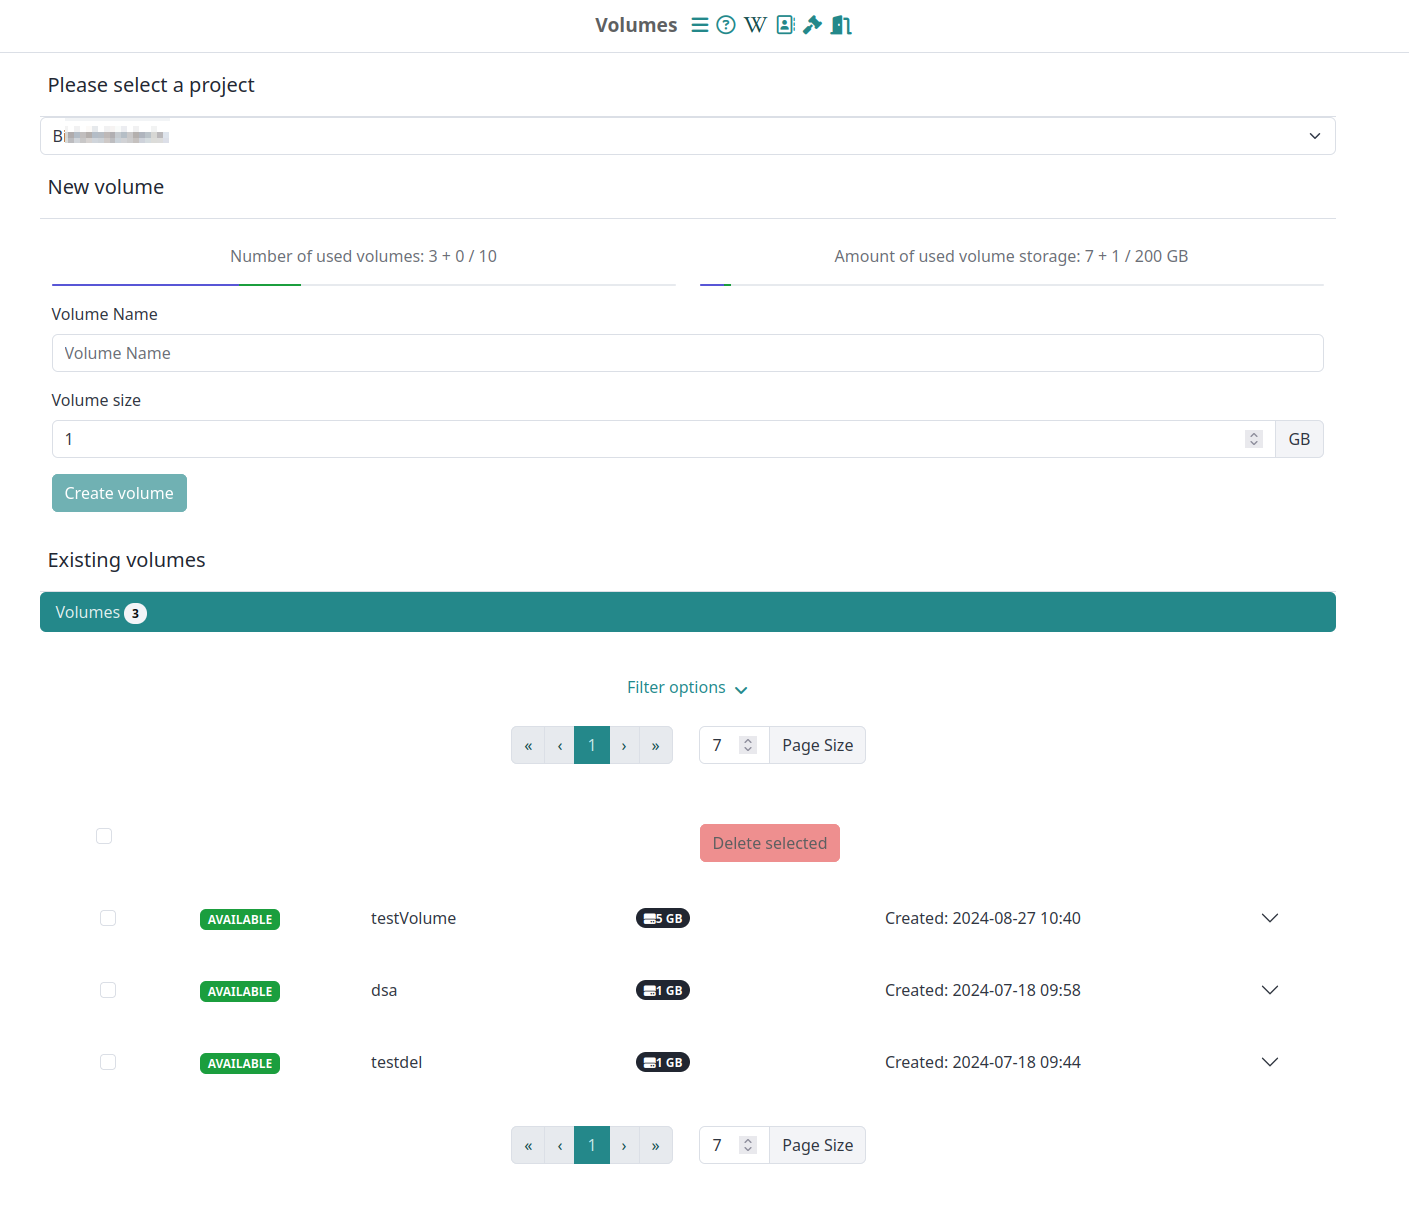 Volumes
Please select a project
New volume
Number of used volumes: 3 + 0 / 10
Amount of used volume storage: 7 + 1 / 200 GB
Volume Name
Volume Name
Volume size
1 GB
Create volume
Existing volumes
Volumes 3
Filter options
« ‹ 1 › » 7 Page Size
Delete selected
AVAILABLE testVolume 5 GB Created: 2024-08-27 10:40
AVAILABLE dsa 1 GB Created: 2024-07-18 09:58
AVAILABLE testdel 1 GB Created: 2024-07-18 09:44
« ‹ 1 › » 7 Page Size